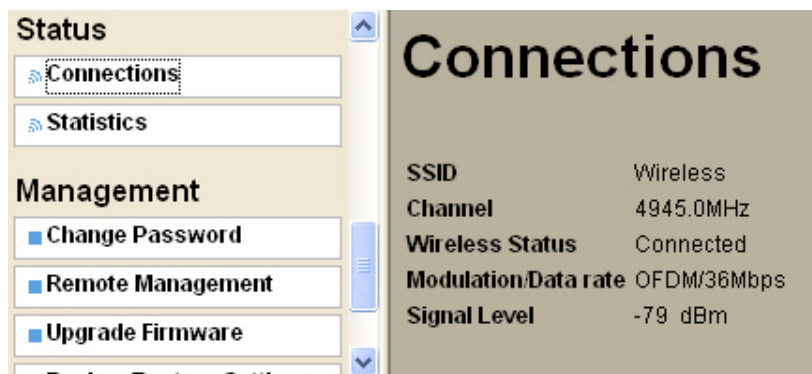 Status
Connections
Statistics
Management
Change Password
Remote Management
Upgrade Firmware
Connections
SSID Wireless
Channel 4945.0MHz
Wireless Status Connected
Modulation/Data rate OFDM/36Mbps
Signal Level -79 dBm